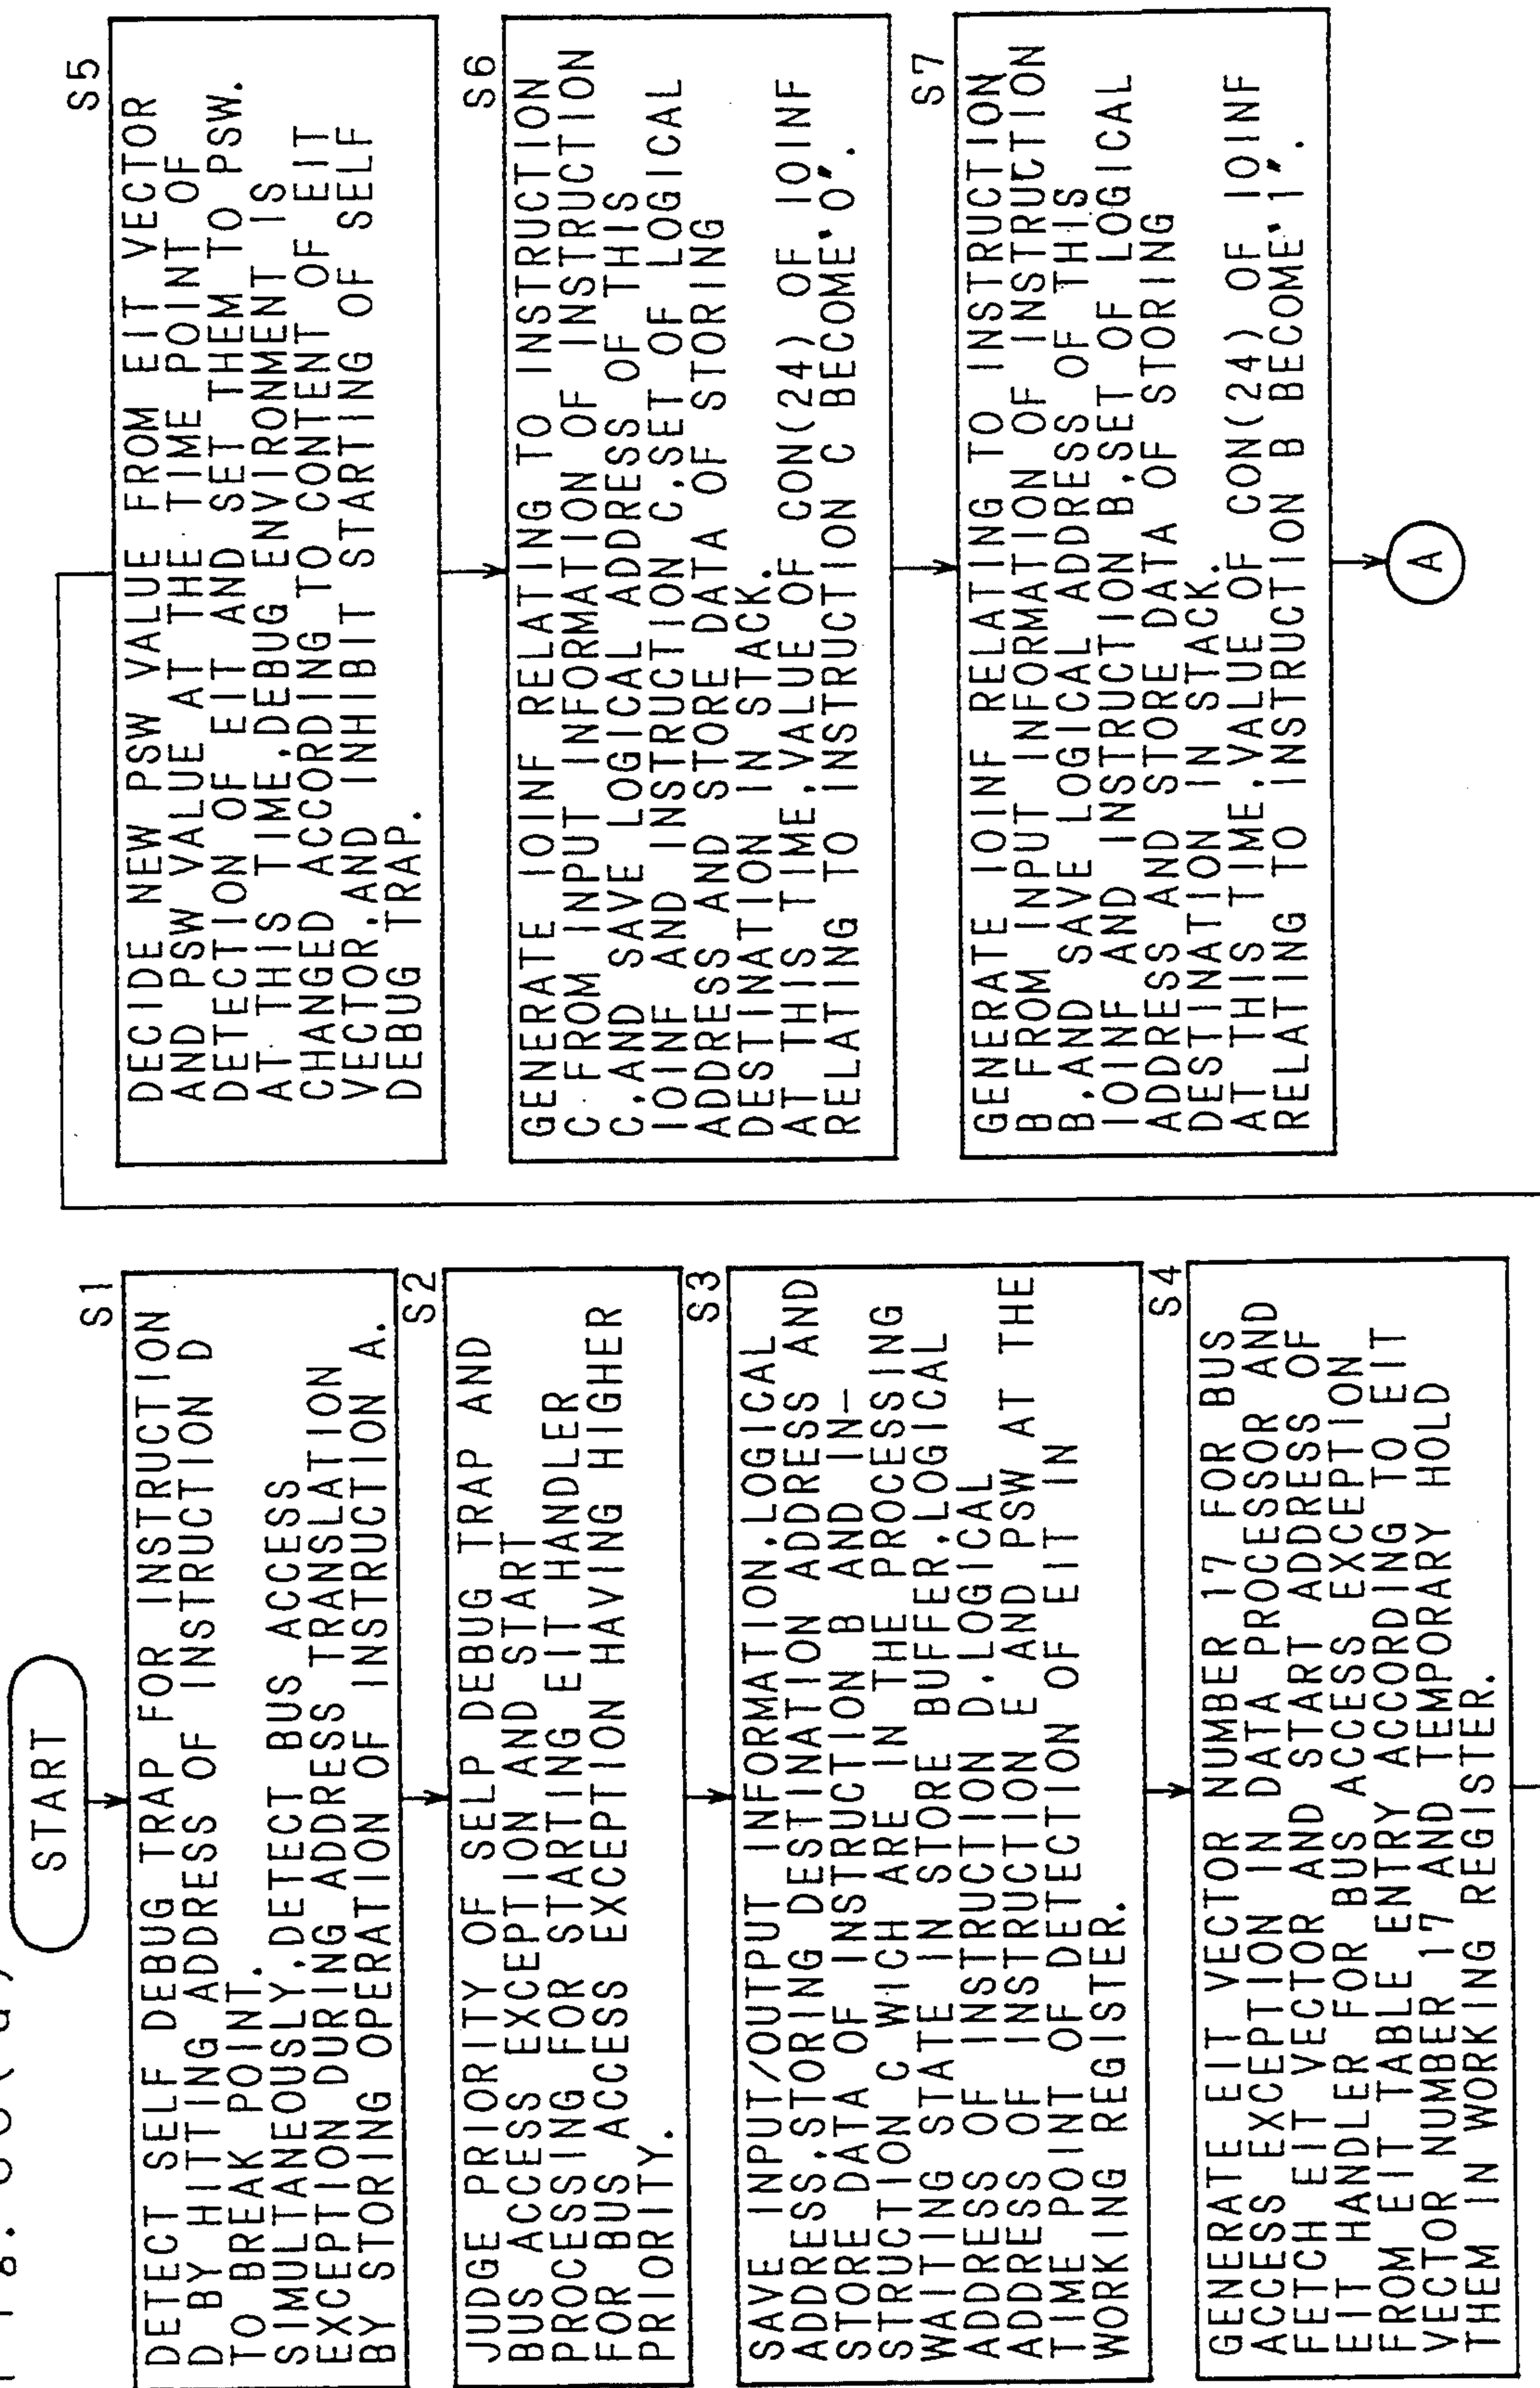 START
S1
DETECT SELF DEBUG TRAP FOR INSTRUCTION
D BY HITTING ADDRESS OF INSTRUCTION D
TO BREAK POINT.
SIMULTANEOUSLY,DETECT BUS ACCESS
EXCEPTION DURING ADDRESS TRANSLATION
BY STORING OPERATION OF INSTRUCTION A.
S2
JUDGE PRIORITY OF SELP DEBUG TRAP AND
BUS ACCESS EXCEPTION AND START
PROCESSING FOR STARTING EIT HANDLER
FOR BUS ACCESS EXCEPTION HAVING HIGHER
PRIORITY.
S3
SAVE INPUT/OUTPUT INFORMATION,LOGICAL
ADDRESS,STORING DESTINATION ADDRESS AND
STORE DATA OF INSTRUCTION B AND IN-
STRUCTION C WICH ARE IN THE PROCESSING
WAITING STATE IN STORE BUFFER,LOGICAL
ADDRESS OF INSTRUCTION D,LOGICAL
ADDRESS OF INSTRUCTION E AND PSW AT THE
TIME POINT OF DETECTION OF EIT IN
WORKING REGISTER.
S4
GENERATE EIT VECTOR NUMBER 17 FOR BUS
ACCESS EXCEPTION IN DATA PROCESSOR AND
FETCH EIT VECTOR AND START ADDRESS OF
EIT HANDLER FOR BUS ACCESS EXCEPTION
FROM EIT TABLE ENTRY ACCORDING TO EIT
VECTOR NUMBER 17 AND TEMPORARY HOLD
THEM IN WORKING REGISTER.
S5
DECIDE NEW PSW VALUE FROM EIT VECTOR
AND PSW VALUE AT THE TIME POINT OF
DETECTION OF EIT AND SET THEM TO PSW.
AT THIS TIME,DEBUG ENVIRONMENT IS
CHANGED ACCORDING TO CONTENT OF EIT
VECTOR,AND INHIBIT STARTING OF SELF
DEBUG TRAP.
S6
GENERATE IOINF RELATING TO INSTRUCTION
C FROM INPUT INFORMATION OF INSTRUCTION
C,AND SAVE LOGICAL ADDRESS OF THIS
IOINF AND INSTRUCTION C,SET OF LOGICAL
ADDRESS AND STORE DATA OF STORING
DESTINATION IN STACK.
AT THIS TIME,VALUE OF CON(24) OF IOINF
RELATING TO INSTRUCTION C BECOME‘0”.
S7
GENERATE IOINF RELATING TO INSTRUCTION
B FROM INPUT INFORMATION OF INSTRUCTION
B,AND SAVE LOGICAL ADDRESS OF THIS
IOINF AND INSTRUCTION B,SET OF LOGICAL
ADDRESS AND STORE DATA OF STORING
DESTINATION IN STACK.
AT THIS TIME,VALUE OF CON(24) OF IOINF
RELATING TO INSTRUCTION B BECOME‘1”.
A